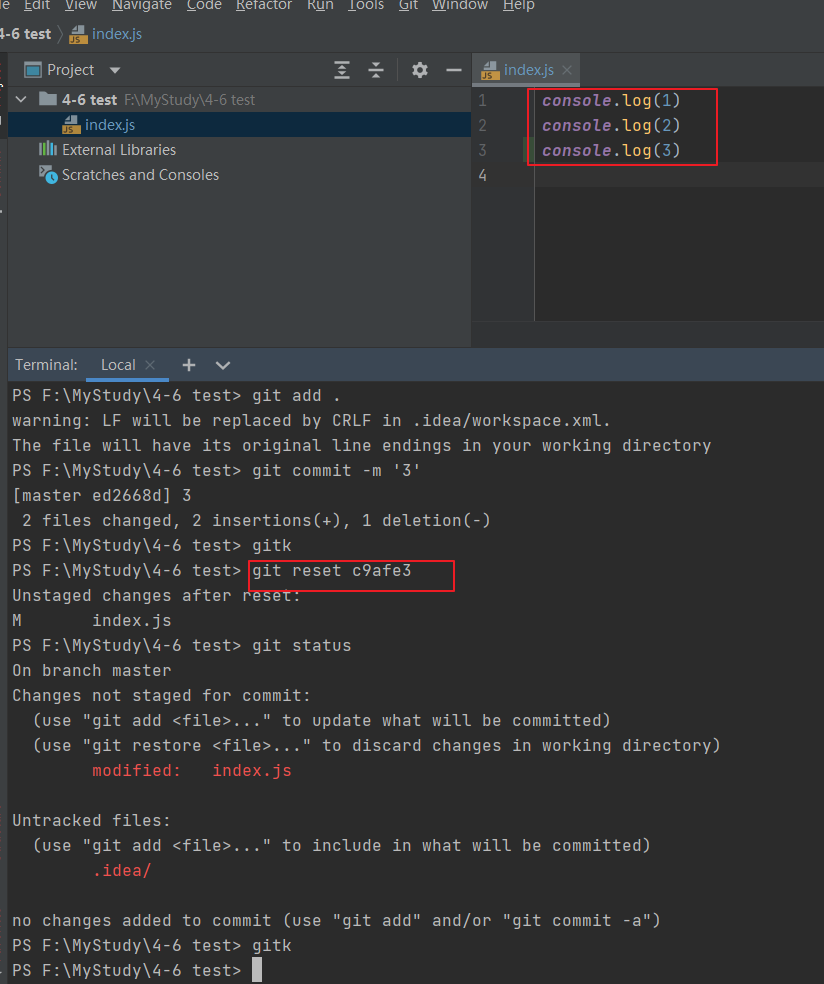 Edit View Navigate Code Refactor Run Tools Git Window Help
4-6 test index.js
Project
index.js
4-6 test F:\MyStudy\4-6 test
index.js
External Libraries
Scratches and Consoles
1 console.log(1)
2 console.log(2)
3 console.log(3)
4
Terminal: Local
PS F:\MyStudy\4-6 test> git add .
warning: LF will be replaced by CRLF in .idea/workspace.xml.
The file will have its original line endings in your working directory
PS F:\MyStudy\4-6 test> git commit -m '3'
[master ed2668d] 3
 2 files changed, 2 insertions(+), 1 deletion(-)
PS F:\MyStudy\4-6 test> gitk
PS F:\MyStudy\4-6 test> git reset c9afe3
Unstaged changes after reset:
M       index.js
PS F:\MyStudy\4-6 test> git status
On branch master
Changes not staged for commit:
  (use "git add <file>..." to update what will be committed)
  (use "git restore <file>..." to discard changes in working directory)
        modified:   index.js
Untracked files:
  (use "git add <file>..." to include in what will be committed)
        .idea/
no changes added to commit (use "git add" and/or "git commit -a")
PS F:\MyStudy\4-6 test> gitk
PS F:\MyStudy\4-6 test>